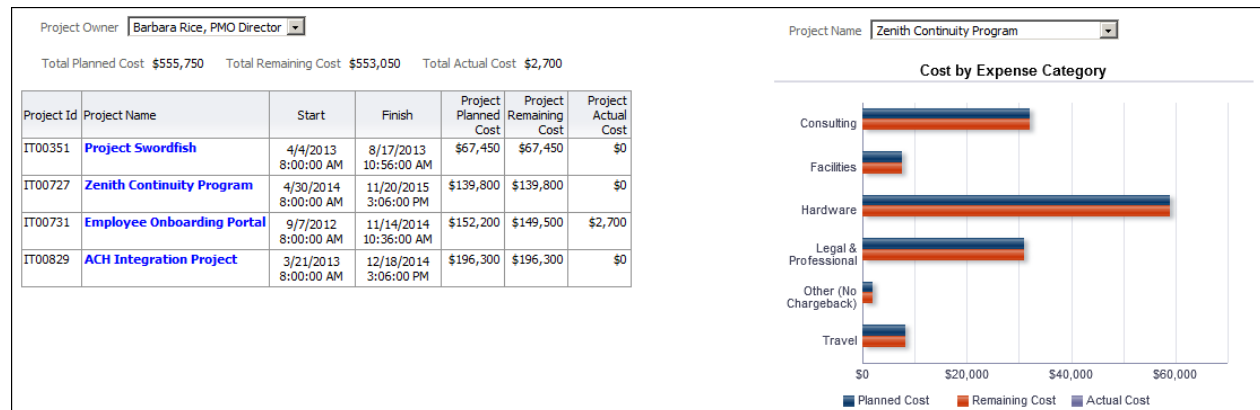 Project Owner Barbara Rice, PMO Director
Total Planned Cost $555,750 Total Remaining Cost $553,050 Total Actual Cost $2,700
Project Id Project Name Start Finish Project Planned Cost Project Remaining Cost Project Actual Cost
IT00351 Project Swordfish 4/4/2013 8:00:00 AM 8/17/2013 10:56:00 AM $67,450 $67,450 $0
IT00727 Zenith Continuity Program 4/30/2014 8:00:00 AM 11/20/2015 3:06:00 PM $139,800 $139,800 $0
IT00731 Employee Onboarding Portal 9/7/2012 8:00:00 AM 11/14/2014 10:36:00 AM $152,200 $149,500 $2,700
IT00829 ACH Integration Project 3/21/2013 8:00:00 AM 12/18/2014 3:06:00 PM $196,300 $196,300 $0
Project Name Zenith Continuity Program
Cost by Expense Category
Consulting
Facilities
Hardware
Legal &
Professional
Other (No
Chargeback)
Travel
$0 $20,000 $40,000 $60,000
Planned Cost Remaining Cost Actual Cost